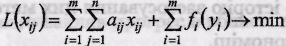 L(x_{ij}) = \sum_{i=1}^{m} \sum_{j=1}^{n} a_{ij} x_{ij} + \sum_{i=1}^{m} f_i(y_i) \to \min